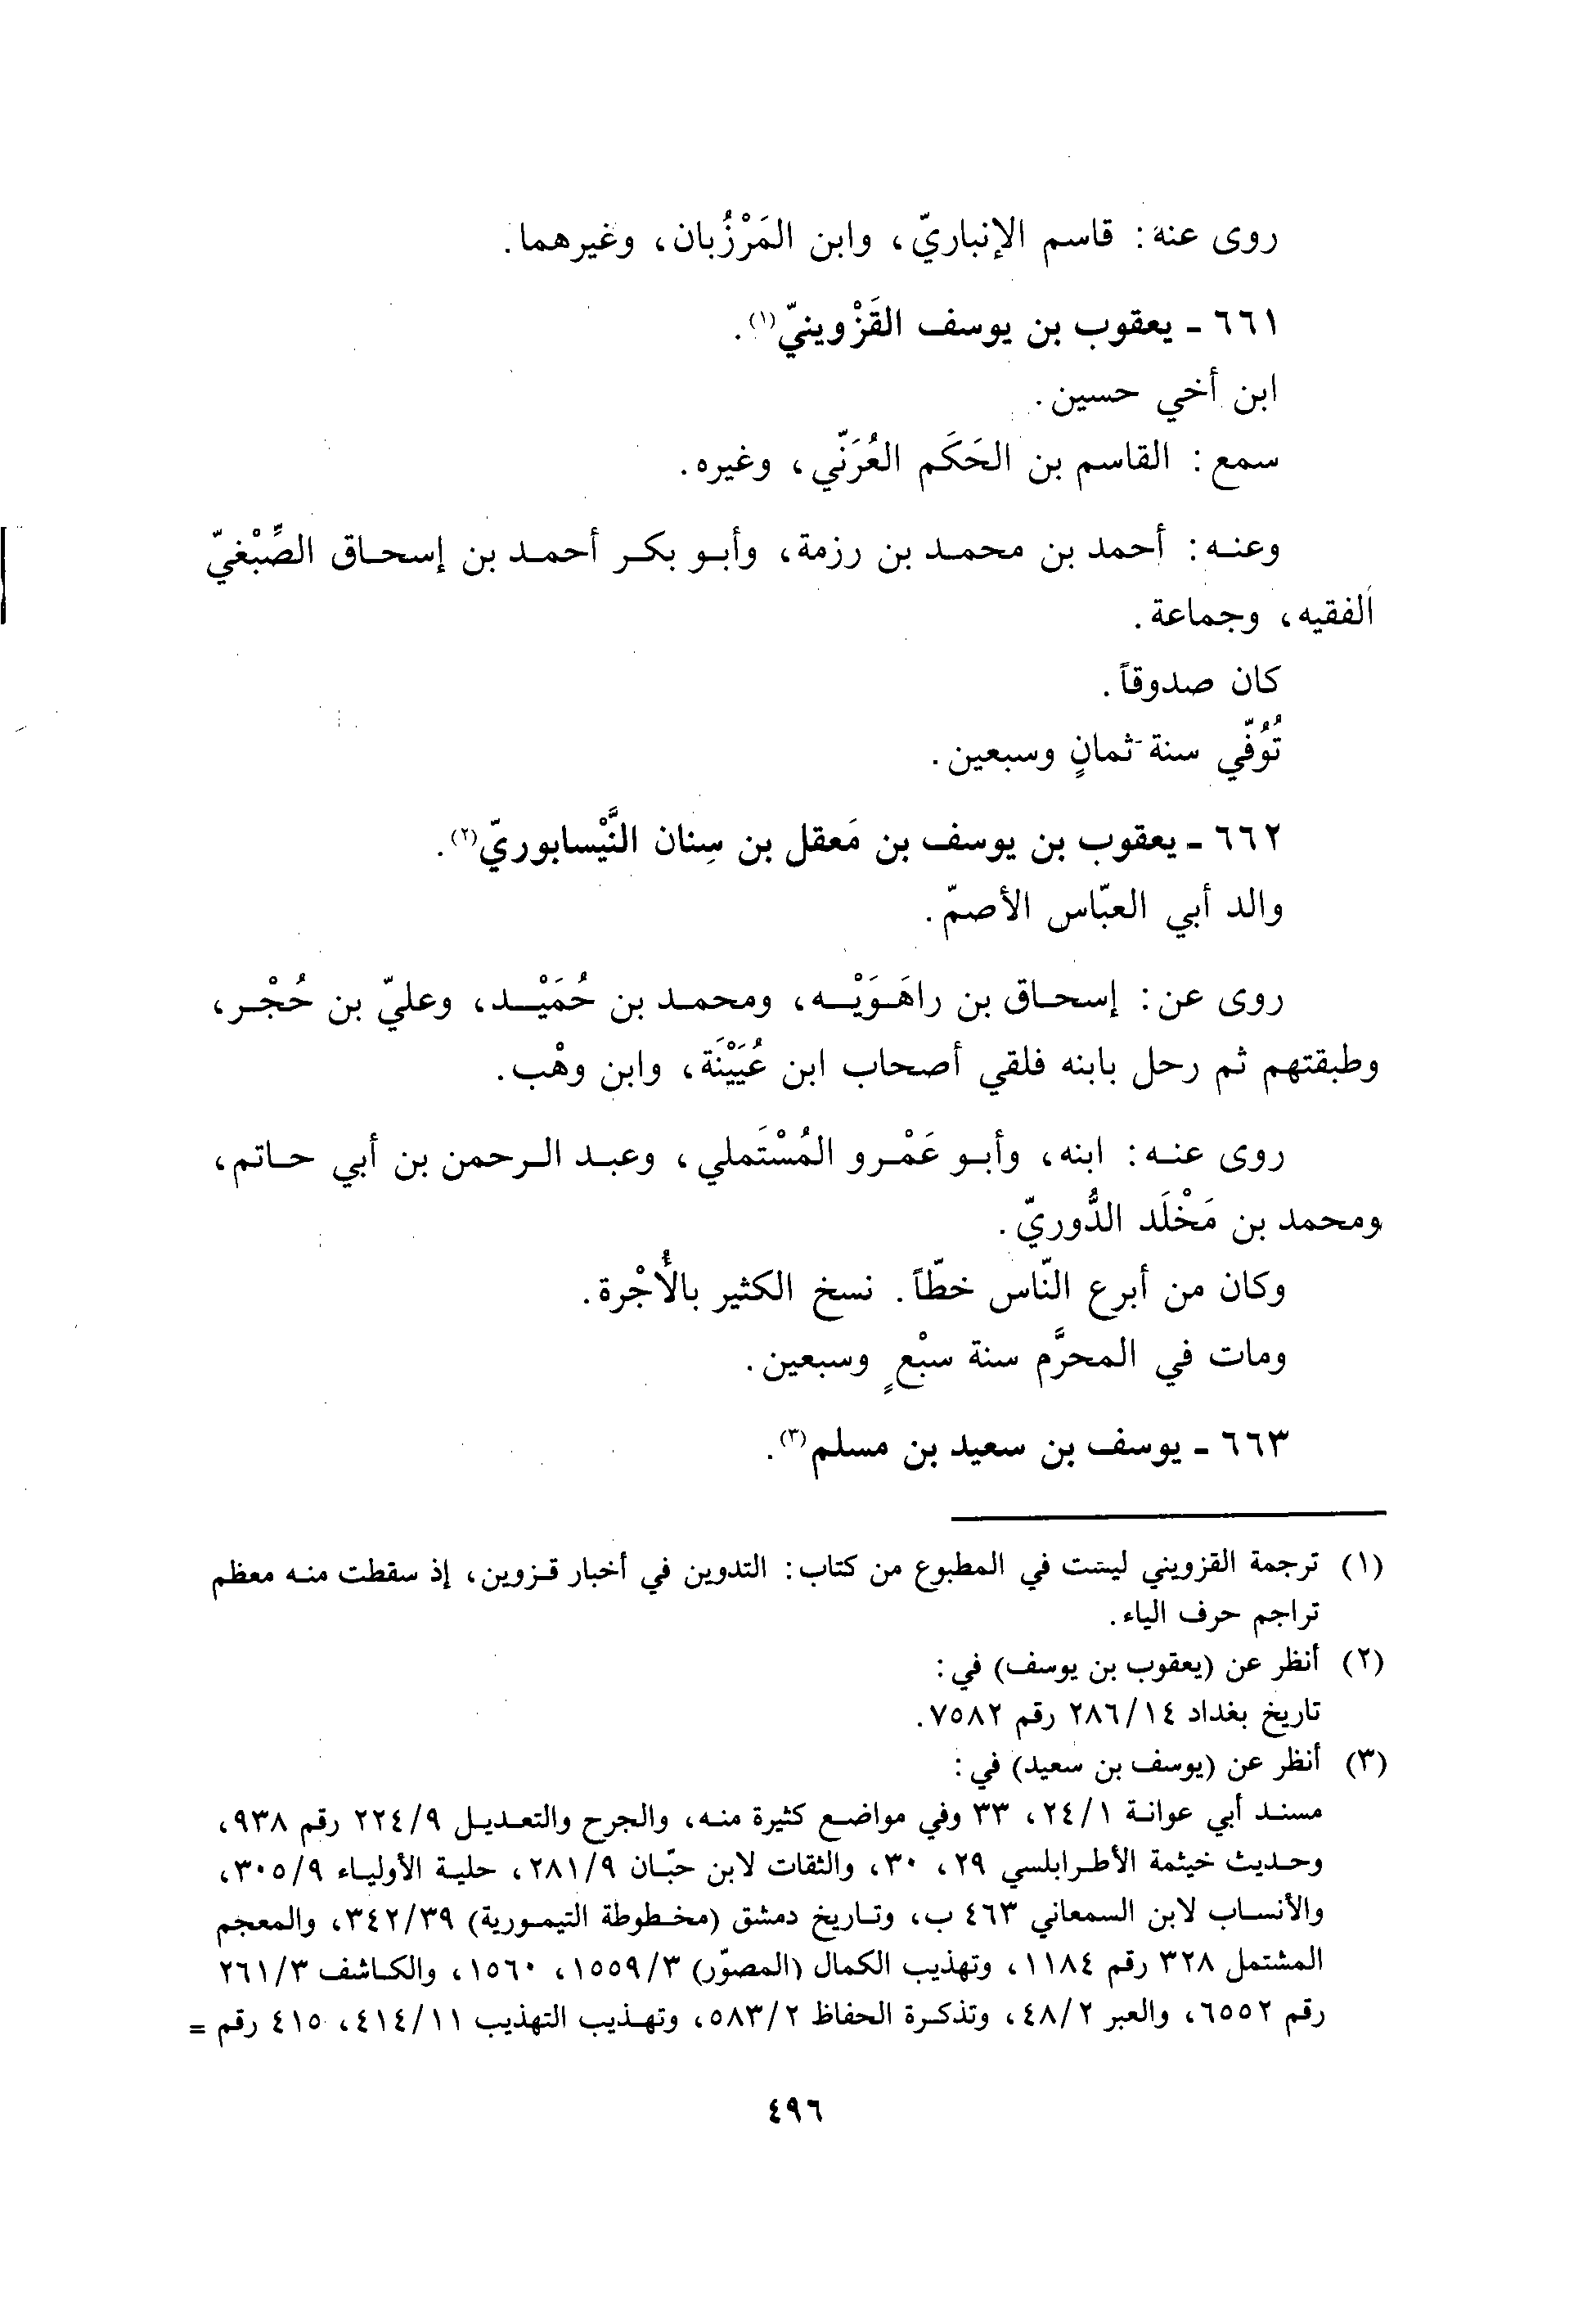 روى عنه: قاسم الإنباريّ، وابن المَرْزُبان، وغيرهما.
٦٦١ - يعقوب بن يوسف القَزْوينيّ(١).
ابن أخي حسين.
سمع: القاسم بن الحَكَم العُرَنّي، وغيره.
وعنه: أحمد بن محمد بن رزمة، وأبو بكر أحمد بن إسحاق الصِّبْغيّ
الفقيه، وجماعة.
كان صدوقاً.
تُوُفّي سنة ثمانٍ وسبعين.
٦٦٢ - يعقوب بن يوسف بن مَعقل بن سِنان النَّيْسابوريّ(٢).
والد أبي العبّاس الأصمّ.
روى عن: إسحاق بن راهَوَيْه، ومحمد بن حُمَيْد، وعليّ بن حُجْر،
وطبقتهم ثم رحل بابنه فلقي أصحاب ابن عُيَيْنَة، وابن وهْب.
روى عنه: ابنه، وأبو عَمْرو المُسْتَملي، وعبد الرحمن بن أبي حاتم،
ومحمد بن مَخْلَد الدُّوريّ.
وكان من أبرع النّاس خطّاً. نسخ الكثير بالأُجْرة.
ومات في المحرَّم سنة سبْعٍ وسبعين.
٦٦٣ - يوسف بن سعيد بن مسلم(٣).
(١) ترجمة القزويني ليست في المطبوع من كتاب: التدوين في أخبار قزوين، إذ سقطت منه معظم
تراجم حرف الياء.
(٢) أنظر عن (يعقوب بن يوسف) في:
تاريخ بغداد ٢٨٦/١٤ رقم ٧٥٨٢.
(٣) أنظر عن (يوسف بن سعيد) في:
مسند أبي عوانة ٢٤/١، ٣٣ وفي مواضع كثيرة منه، والجرح والتعديل ٢٢٤/٩ رقم ٩٣٨،
وحديث خيثمة الأطرابلسي ٢٩، ٣٠، والثقات لابن حبّان ٢٨١/٩، حلية الأولياء ٣٠٥/٩،
والأنساب لابن السمعاني ٤٦٣ ب، وتاريخ دمشق (مخطوطة التيمورية) ٣٤٢/٣٩، والمعجم
المشتمل ٣٢٨ رقم ١١٨٤، وتهذيب الكمال (المصوّر) ١٥٥٩/٣، ١٥٦٠، والكاشف ٢٦١/٣
رقم ٦٥٥٢، والعبر ٤٨/٢، وتذكرة الحفاظ ٥٨٣/٢، وتهذيب التهذيب ٤١٤/١١، ٤١٥ رقم =
٤٩٦